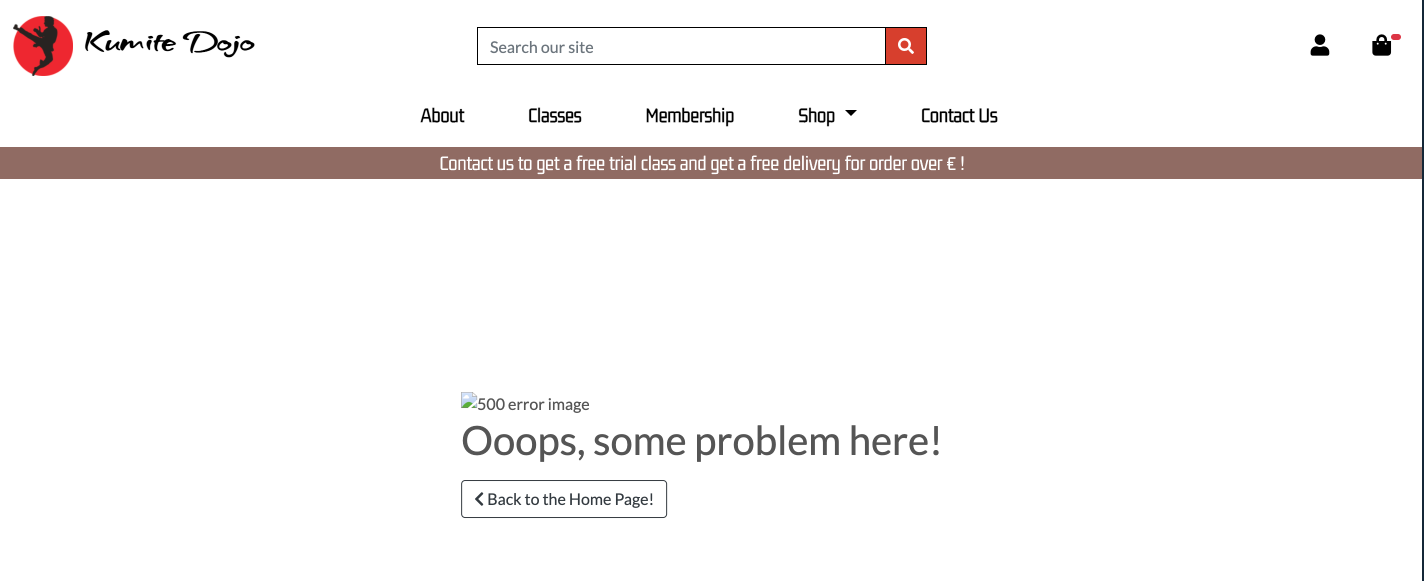 Kumite Dojo
Search our site
About Classes Membership Shop Contact Us
Contact us to get a free trial class and get a free delivery for order over € !
500 error image
Ooops, some problem here!
Back to the Home Page!